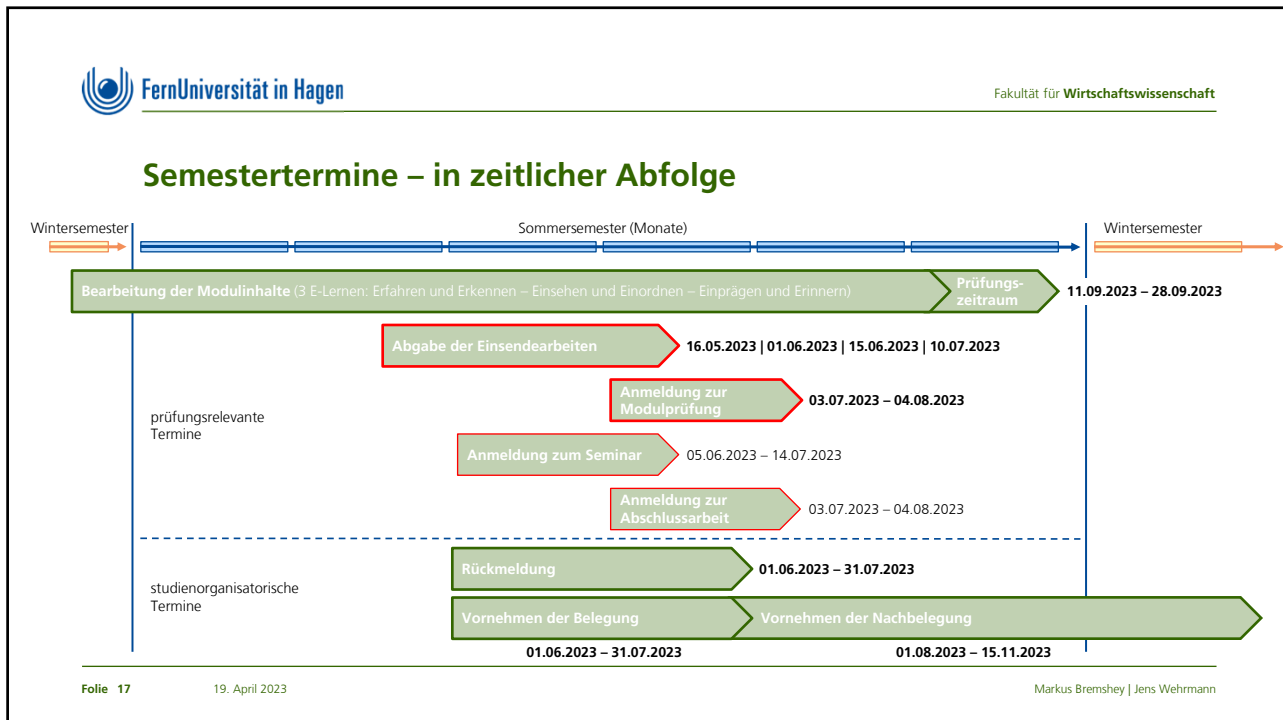 FernUniversität in Hagen
Fakultät für Wirtschaftswissenschaft
Semestertermine – in zeitlicher Abfolge
Wintersemester
Sommersemester (Monate)
Wintersemester
Bearbeitung der Modulinhalte (3 E-Lernen: Erfahren und Erkennen – Einsehen und Einordnen – Einprägen und Erinnern)
Prüfungs-
zeitraum
11.09.2023 – 28.09.2023
Abgabe der Einsendearbeiten
16.05.2023 | 01.06.2023 | 15.06.2023 | 10.07.2023
Anmeldung zur
Modulprüfung
03.07.2023 – 04.08.2023
prüfungsrelevante
Termine
Anmeldung zum Seminar
05.06.2023 – 14.07.2023
Anmeldung zur
Abschlussarbeit
03.07.2023 – 04.08.2023
Rückmeldung
01.06.2023 – 31.07.2023
studienorganisatorische
Termine
Vornehmen der Belegung
Vornehmen der Nachbelegung
01.06.2023 – 31.07.2023
01.08.2023 – 15.11.2023
Folie 17
19. April 2023
Markus Bremshey | Jens Wehrmann